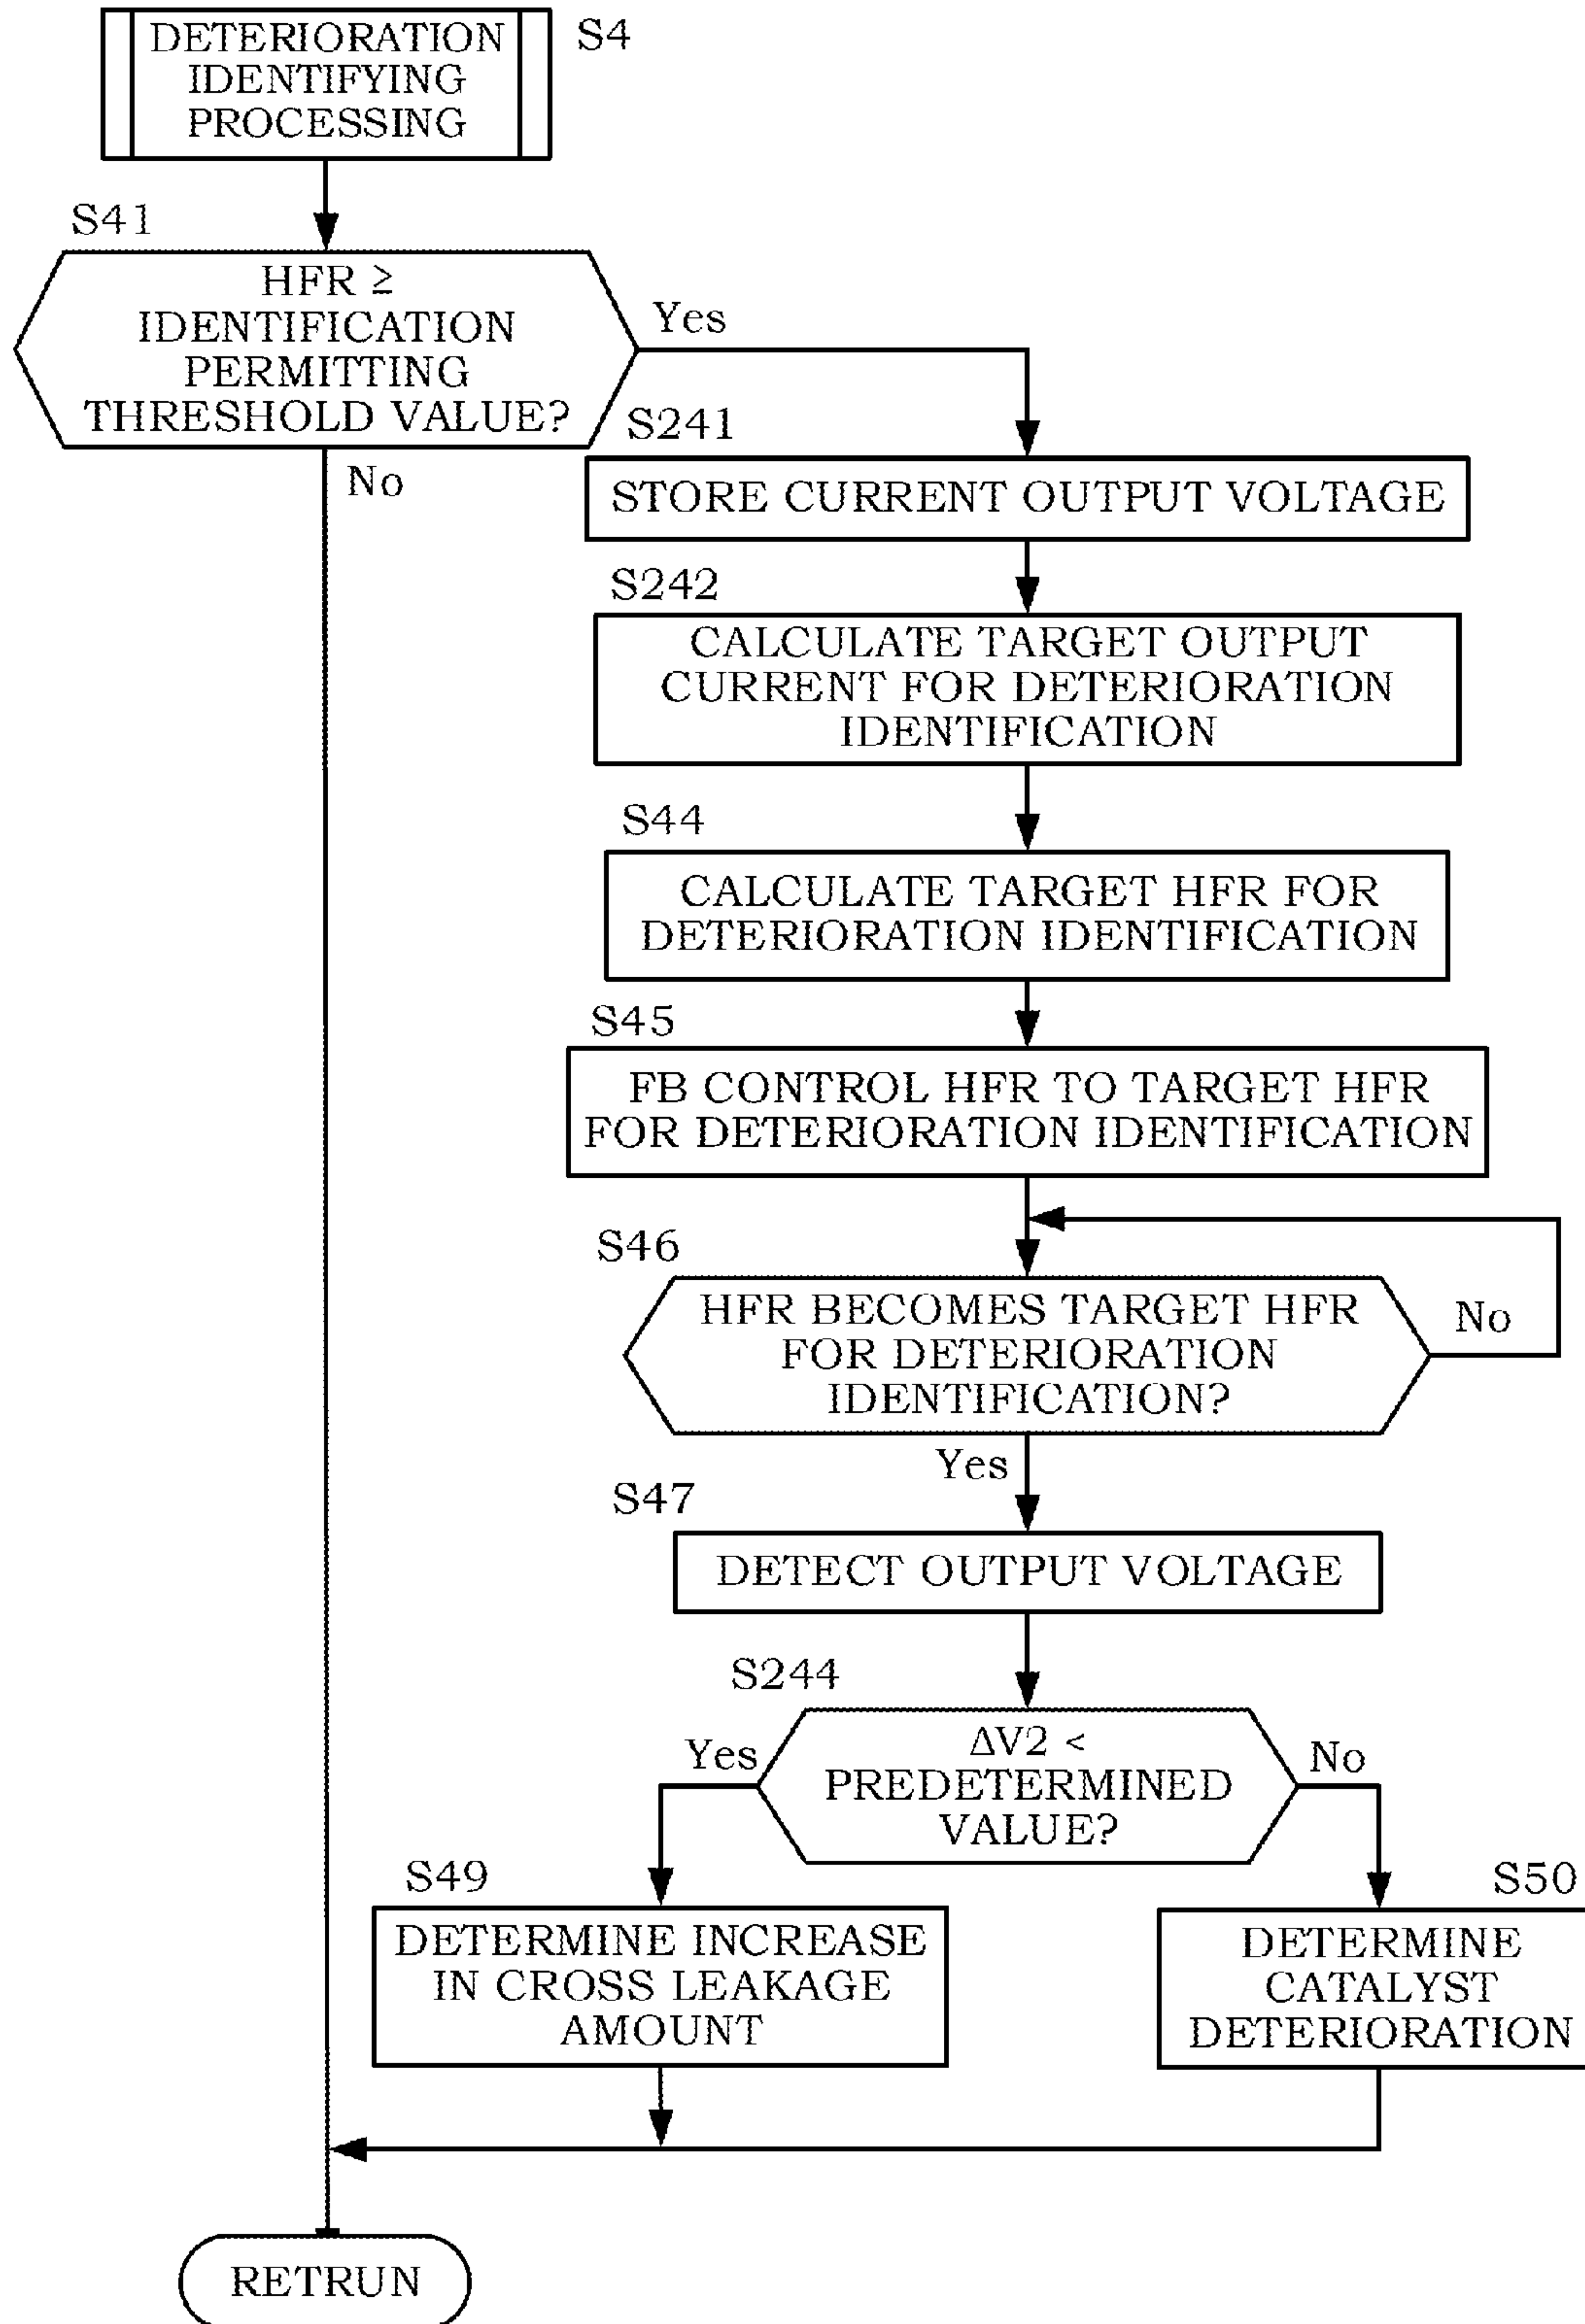 DETERIORATION
IDENTIFYING
PROCESSING
S4
S41
HFR ≥
IDENTIFICATION
PERMITTING
THRESHOLD VALUE?
Yes
No
S241
STORE CURRENT OUTPUT VOLTAGE
S242
CALCULATE TARGET OUTPUT
CURRENT FOR DETERIORATION
IDENTIFICATION
S44
CALCULATE TARGET HFR FOR
DETERIORATION IDENTIFICATION
S45
FB CONTROL HFR TO TARGET HFR
FOR DETERIORATION IDENTIFICATION
S46
HFR BECOMES TARGET HFR
FOR DETERIORATION
IDENTIFICATION?
No
Yes
S47
DETECT OUTPUT VOLTAGE
S244
ΔV2 <
PREDETERMINED
VALUE?
Yes
No
S49
DETERMINE INCREASE
IN CROSS LEAKAGE
AMOUNT
S50
DETERMINE
CATALYST
DETERIORATION
RETRUN